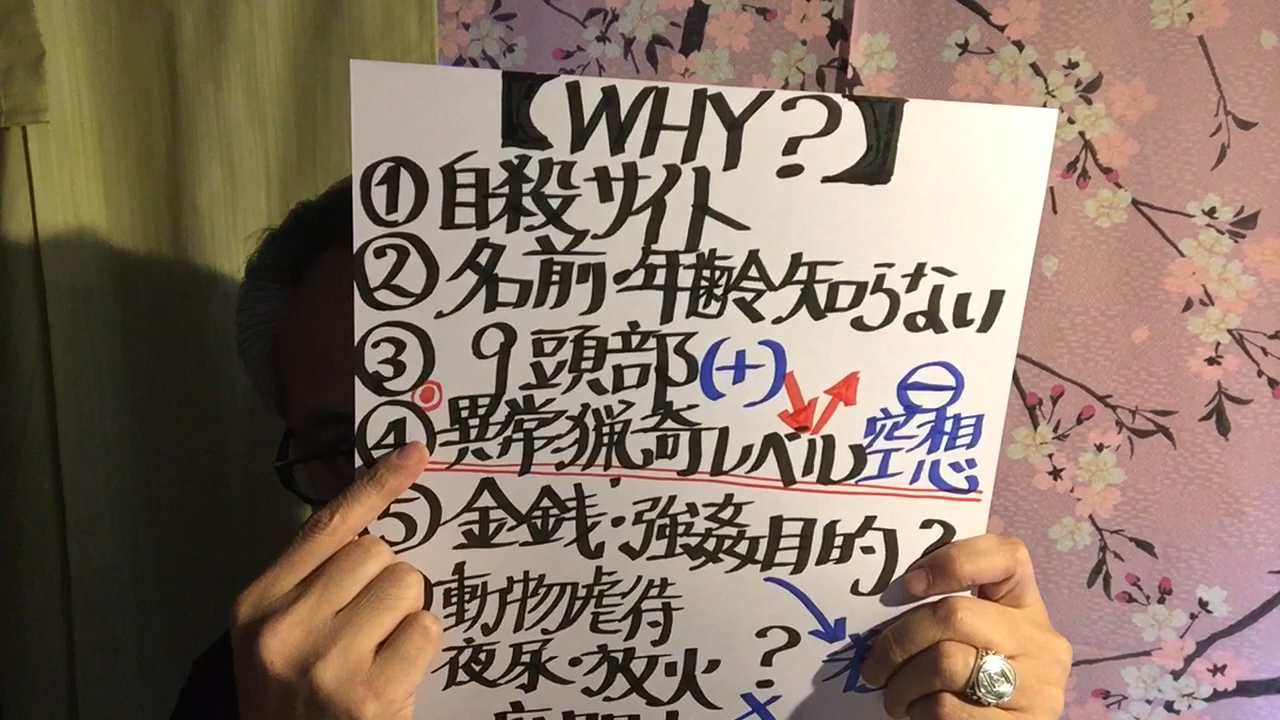 【WHY?】
①自殺サイト
②名前・年齢知らない
③9頭部(+)
④異常猟奇レベル 空想
⑤金銭・強姦目的?
動物虐待
夜尿・放火?